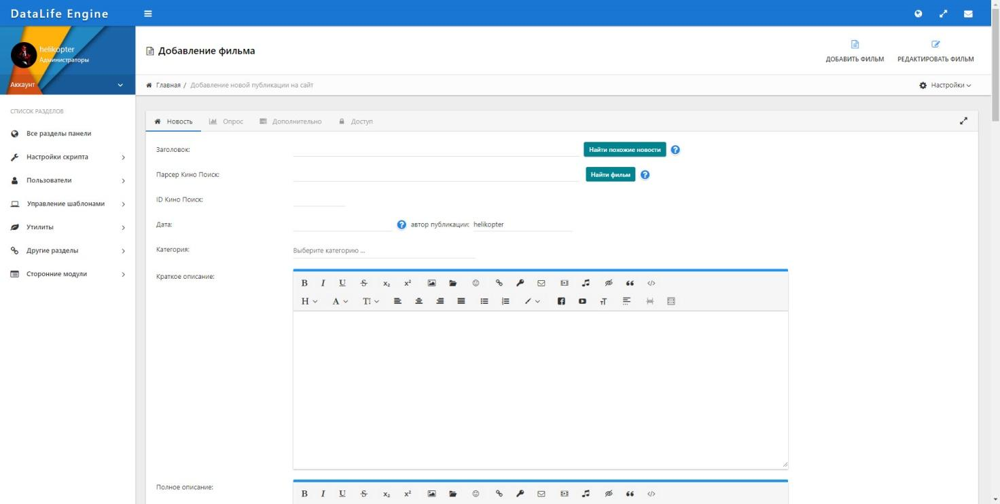 DataLife Engine
helikopter
Администраторы
Аккаунт
СПИСОК РАЗДЕЛОВ
Все разделы панели
Настройки скрипта
Пользователи
Управление шаблонами
Утилиты
Другие разделы
Сторонние модули
Добавление фильма
ДОБАВИТЬ ФИЛЬМ РЕДАКТИРОВАТЬ ФИЛЬМ
Главная / Добавление новой публикации на сайт
Настройки
Новость Опрос Дополнительно Доступ
Заголовок: Найти похожие новости ?
Парсер Кино Поиск: Найти фильм ?
ID Кино Поиск:
Дата: ? автор публикации: helikopter
Категория: Выберите категорию ...
Краткое описание:
B I U S x₂ x²
H A T
Полное описание:
B I U S x₂ x²